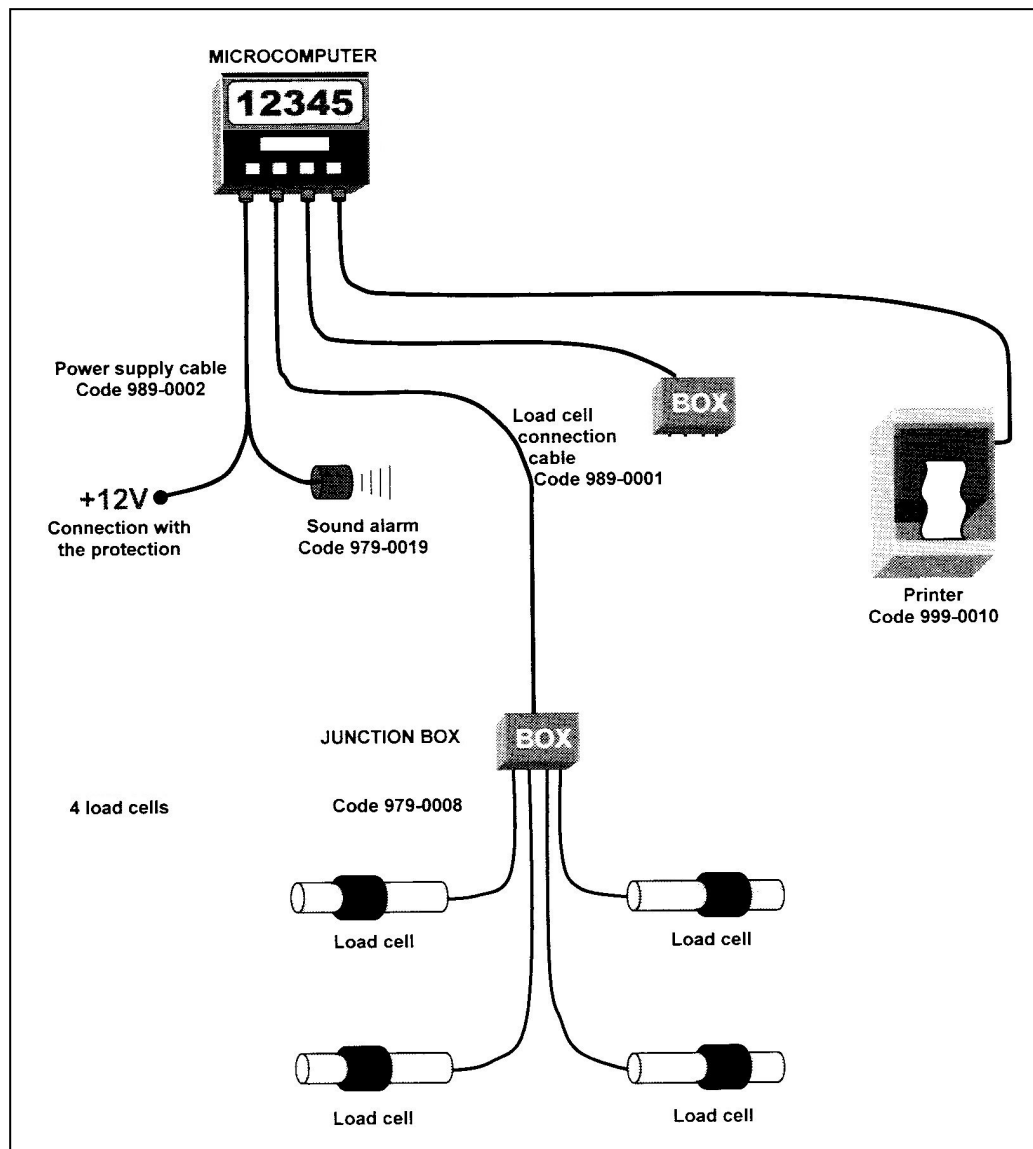 MICROCOMPUTER
12345
Power supply cable
Code 989-0002
BOX
Load cell
connection
cable
Code 989-0001
+12V
Connection with
the protection
Sound alarm
Code 979-0019
Printer
Code 999-0010
JUNCTION BOX
BOX
4 load cells
Code 979-0008
Load cell
Load cell
Load cell
Load cell